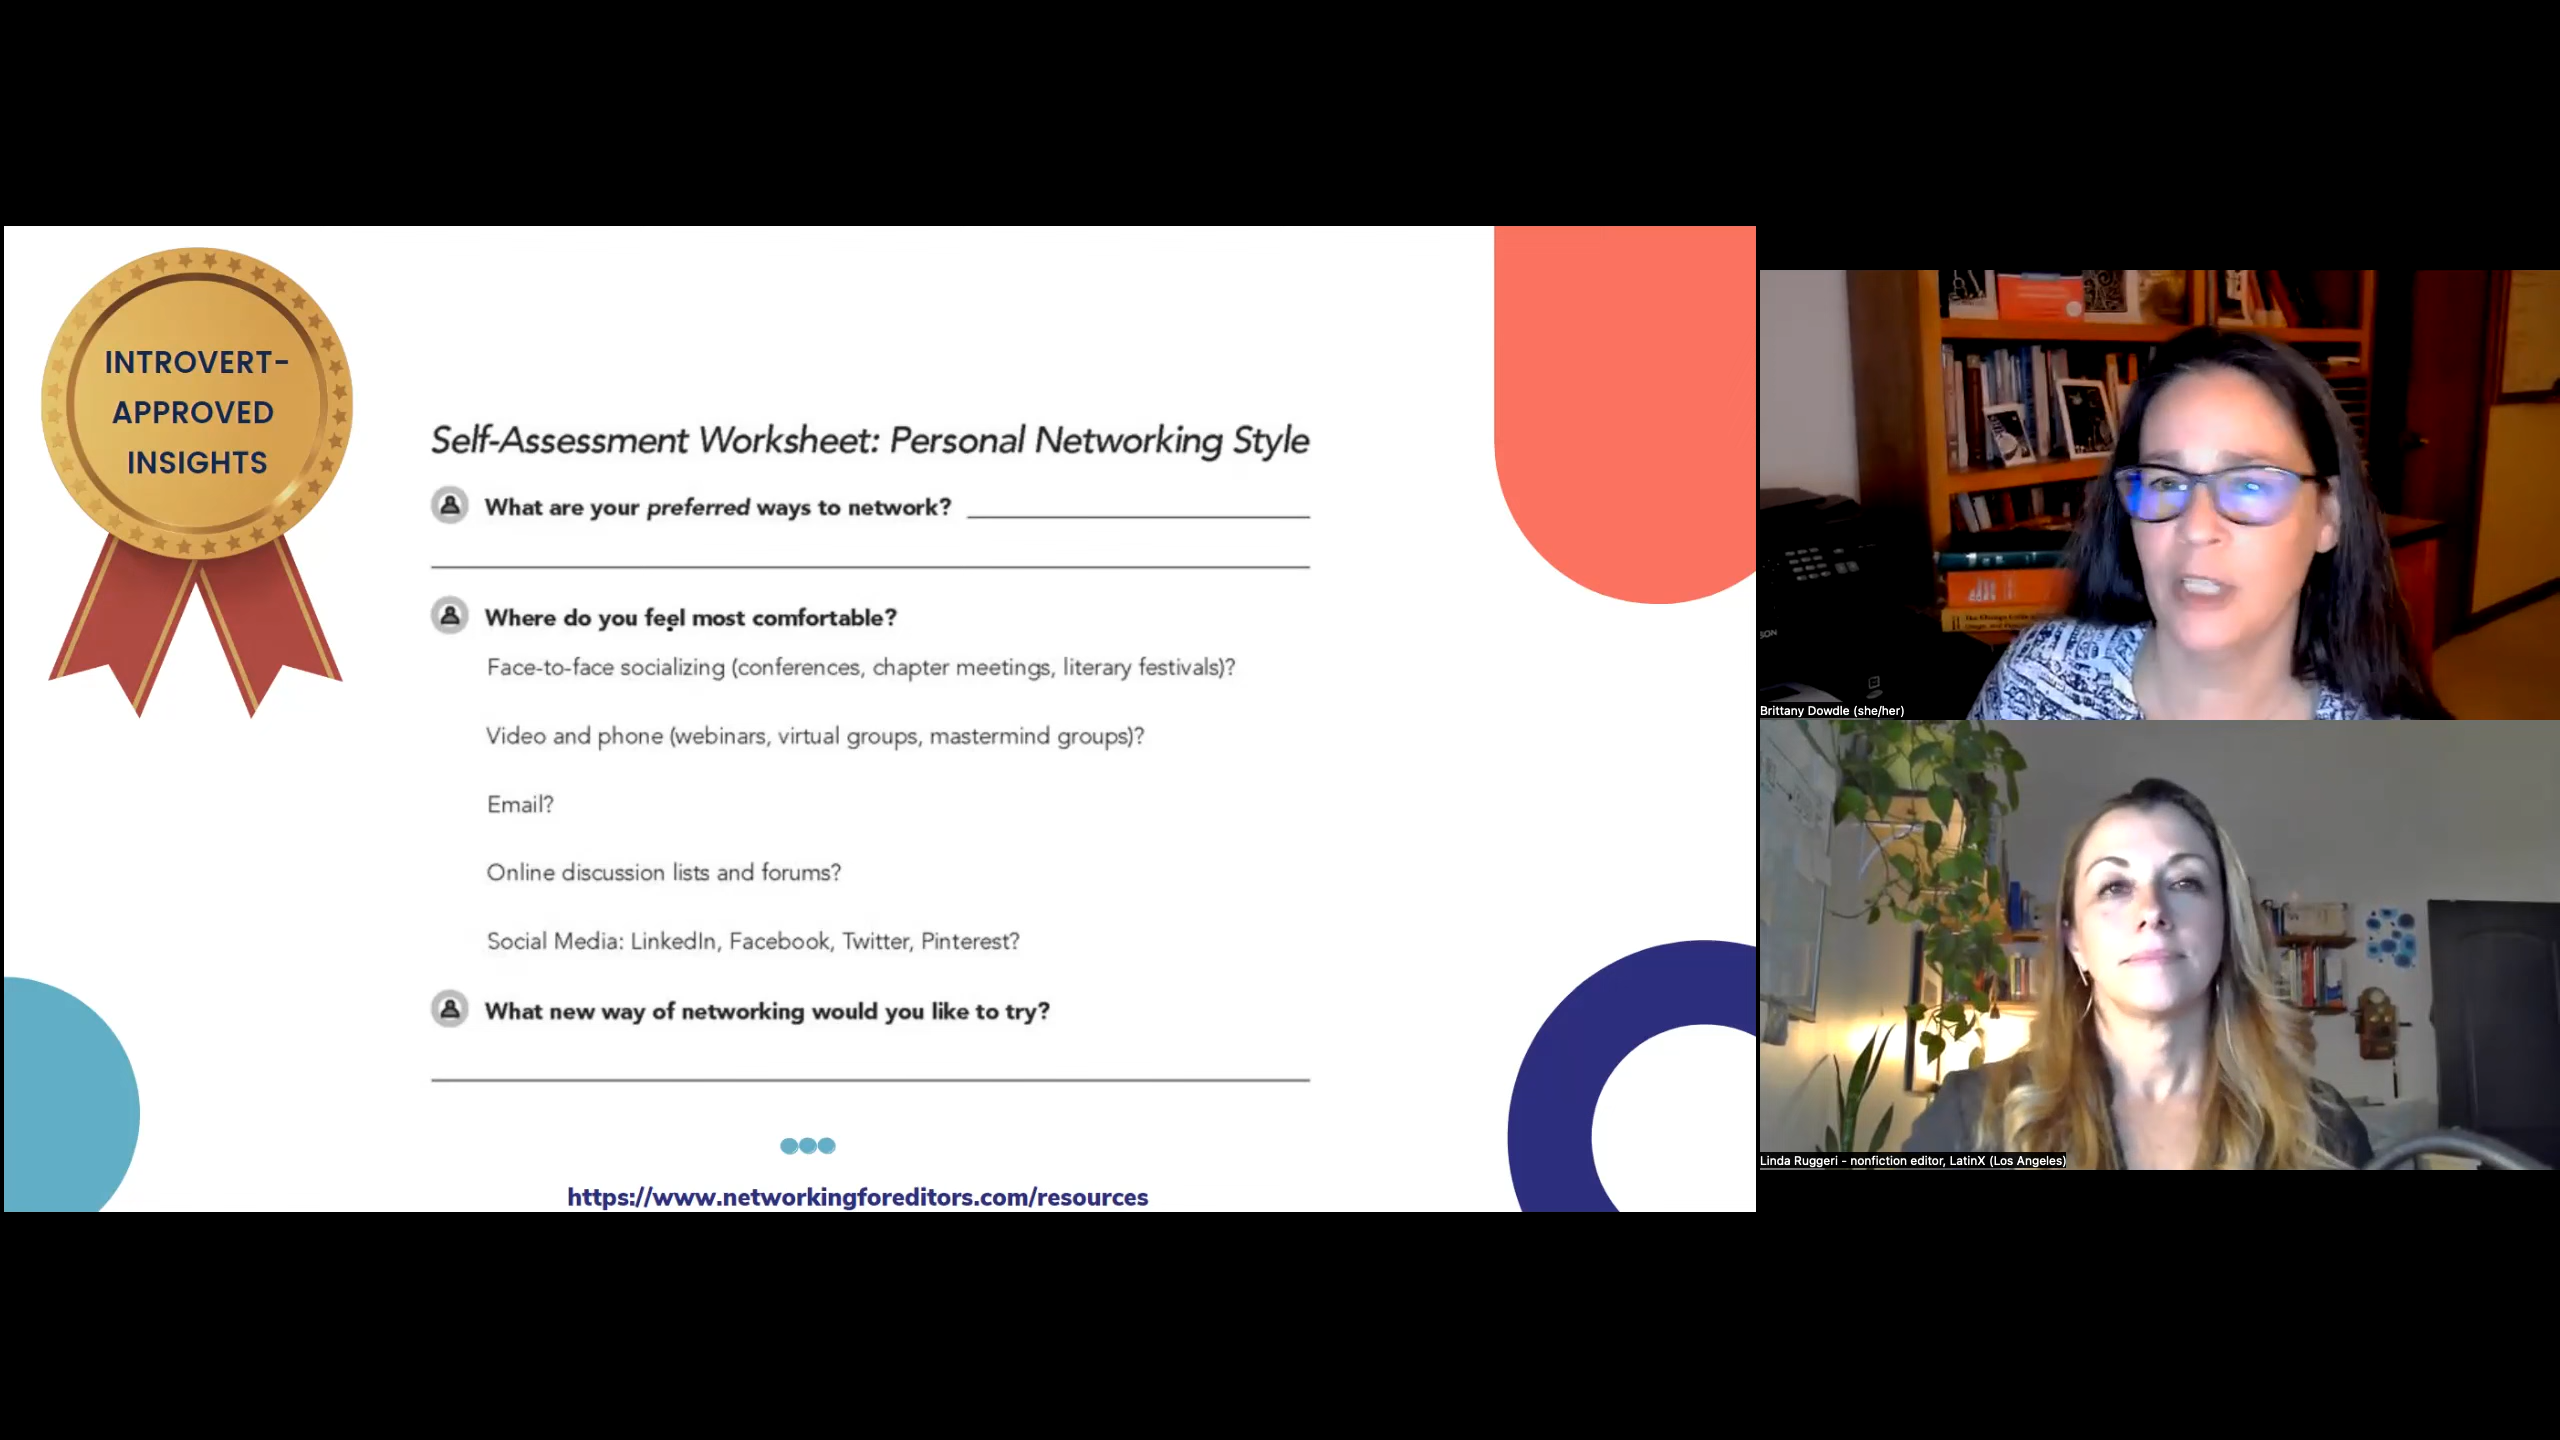 INTROVERT-
APPROVED
INSIGHTS
Self-Assessment Worksheet: Personal Networking Style
What are your preferred ways to network?
Where do you feel most comfortable?
Face-to-face socializing (conferences, chapter meetings, literary festivals)?
Video and phone (webinars, virtual groups, mastermind groups)?
Email?
Online discussion lists and forums?
Social Media: LinkedIn, Facebook, Twitter, Pinterest?
What new way of networking would you like to try?
https://www.networkingforeditors.com/resources
Brittany Dowdle (she/her)
Linda Ruggeri - nonfiction editor, LatinX (Los Angeles)